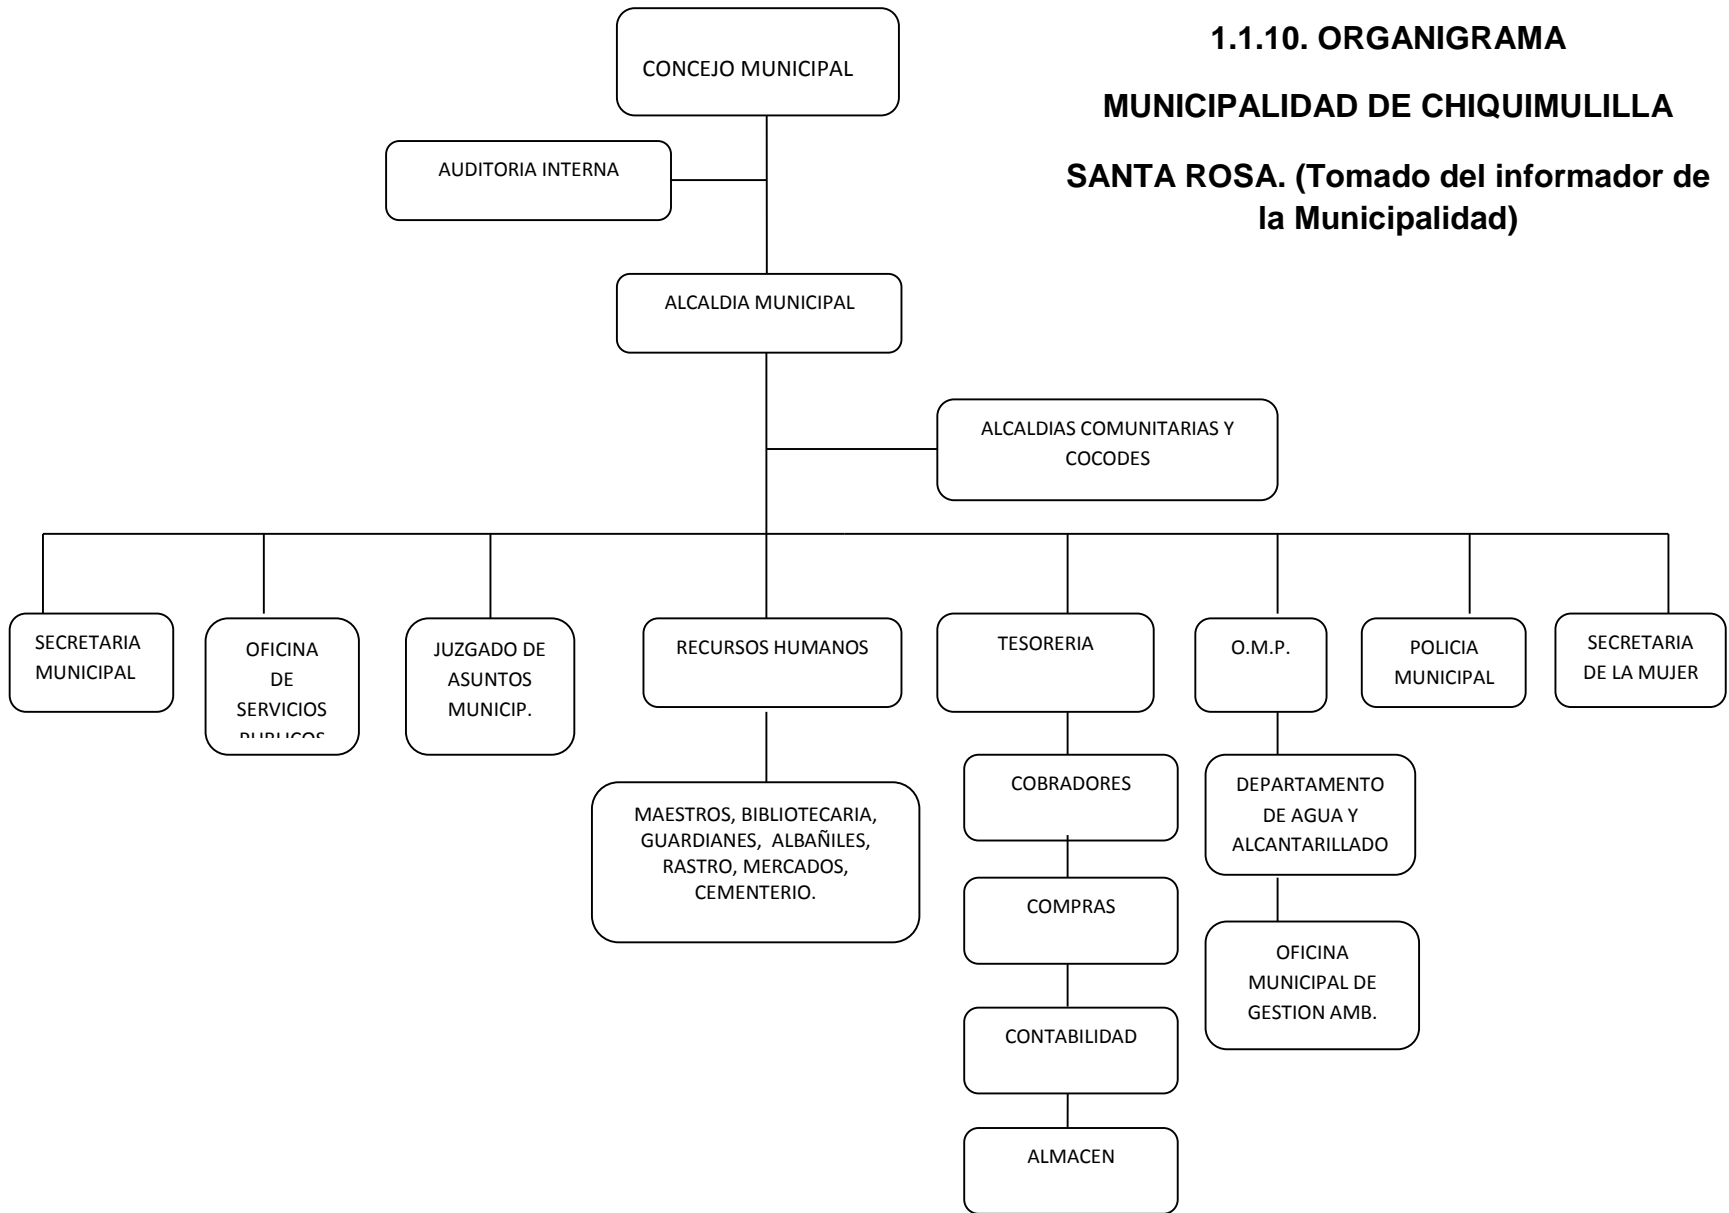 1.1.10. ORGANIGRAMA
MUNICIPALIDAD DE CHIQUIMULILLA
SANTA ROSA. (Tomado del informador de
la Municipalidad)
CONCEJO MUNICIPAL
AUDITORIA INTERNA
ALCALDIA MUNICIPAL
ALCALDIAS COMUNITARIAS Y
COCODES
SECRETARIA
MUNICIPAL
OFICINA
DE
SERVICIOS
PUBLICOS
JUZGADO DE
ASUNTOS
MUNICIP.
RECURSOS HUMANOS
TESORERIA
O.M.P.
POLICIA
MUNICIPAL
SECRETARIA
DE LA MUJER
MAESTROS, BIBLIOTECARIA,
GUARDIANES, ALBAÑILES,
RASTRO, MERCADOS,
CEMENTERIO.
COBRADORES
COMPRAS
CONTABILIDAD
ALMACEN
DEPARTAMENTO
DE AGUA Y
ALCANTARILLADO
OFICINA
MUNICIPAL DE
GESTION AMB.